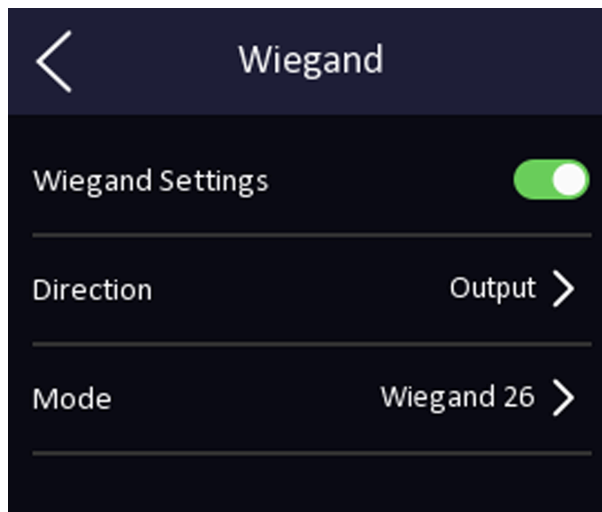 Wiegand
Wiegand Settings
Direction Output
Mode Wiegand 26